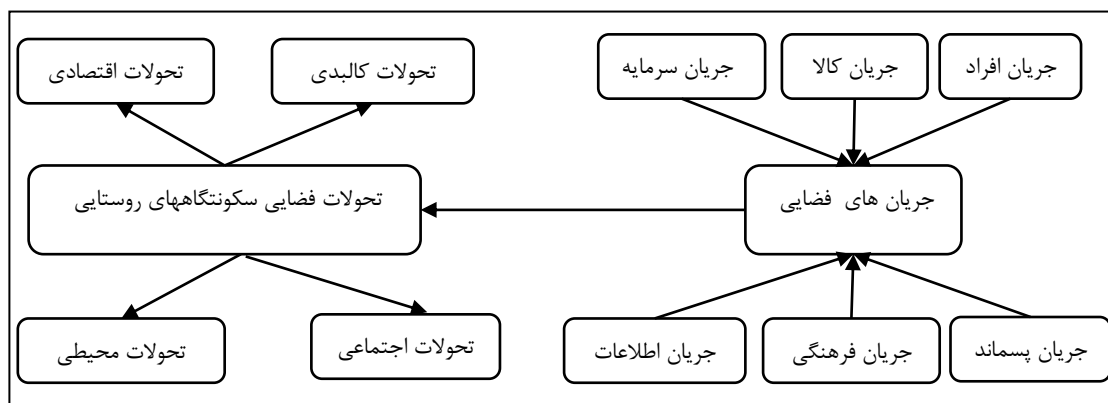 جریان افراد
جریان کالا
جریان سرمایه
تحولات کالبدی
تحولات اقتصادی
جریان های فضایی
تحولات فضایی سکونتگاههای روستایی
جریان پسماند
جریان فرهنگی
جریان اطلاعات
تحولات اجتماعی
تحولات محیطی